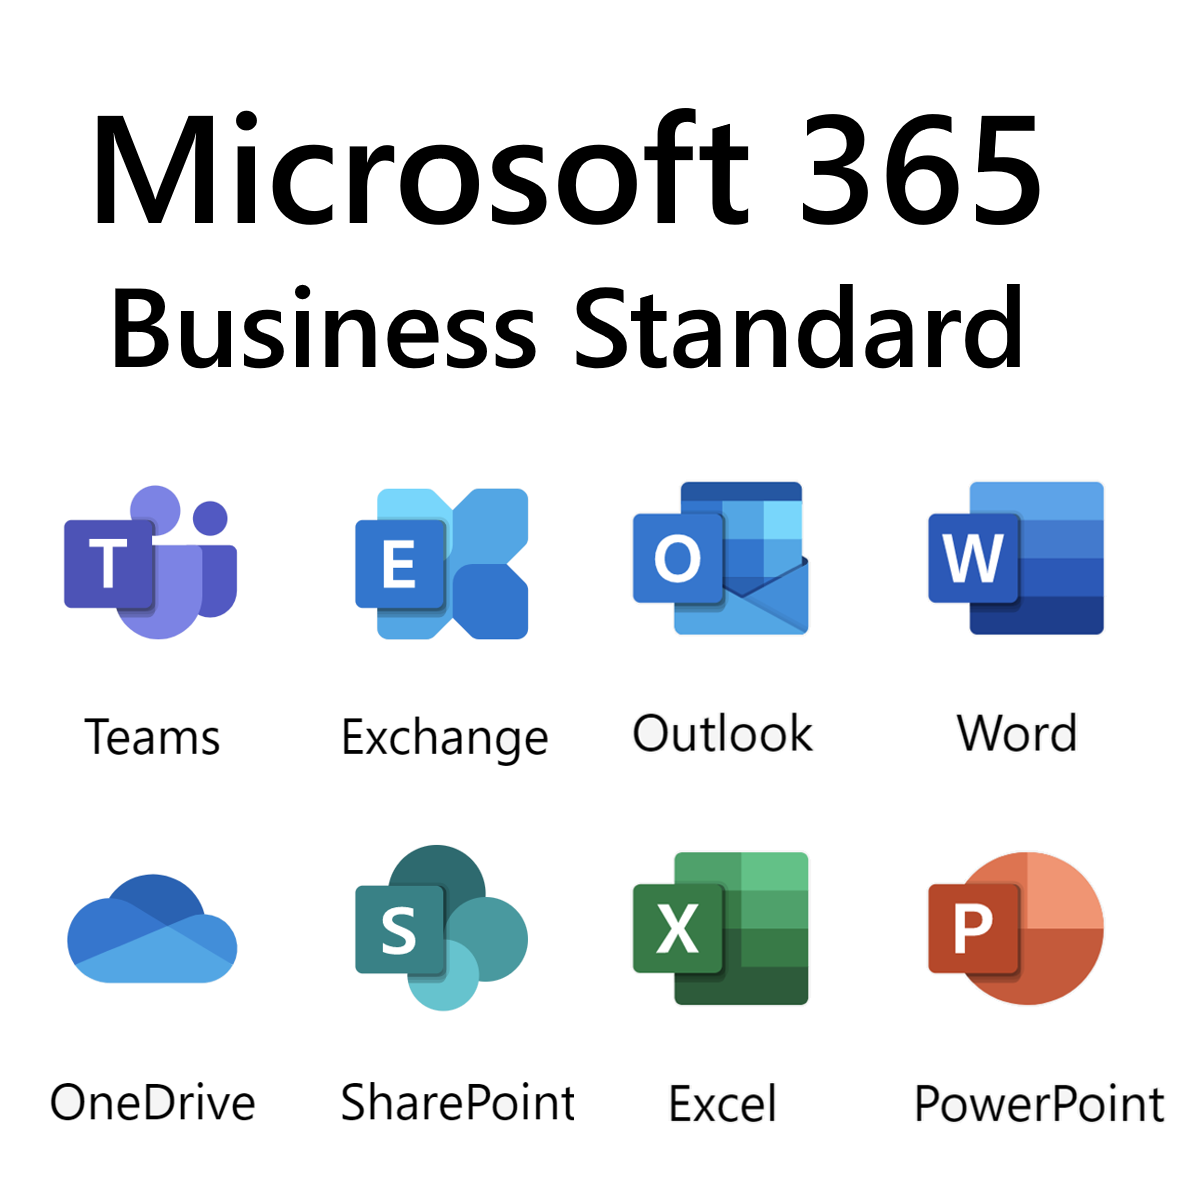 Microsoft 365
Business Standard
T E O W
Teams Exchange Outlook Word
S X P
OneDrive SharePoint Excel PowerPoint